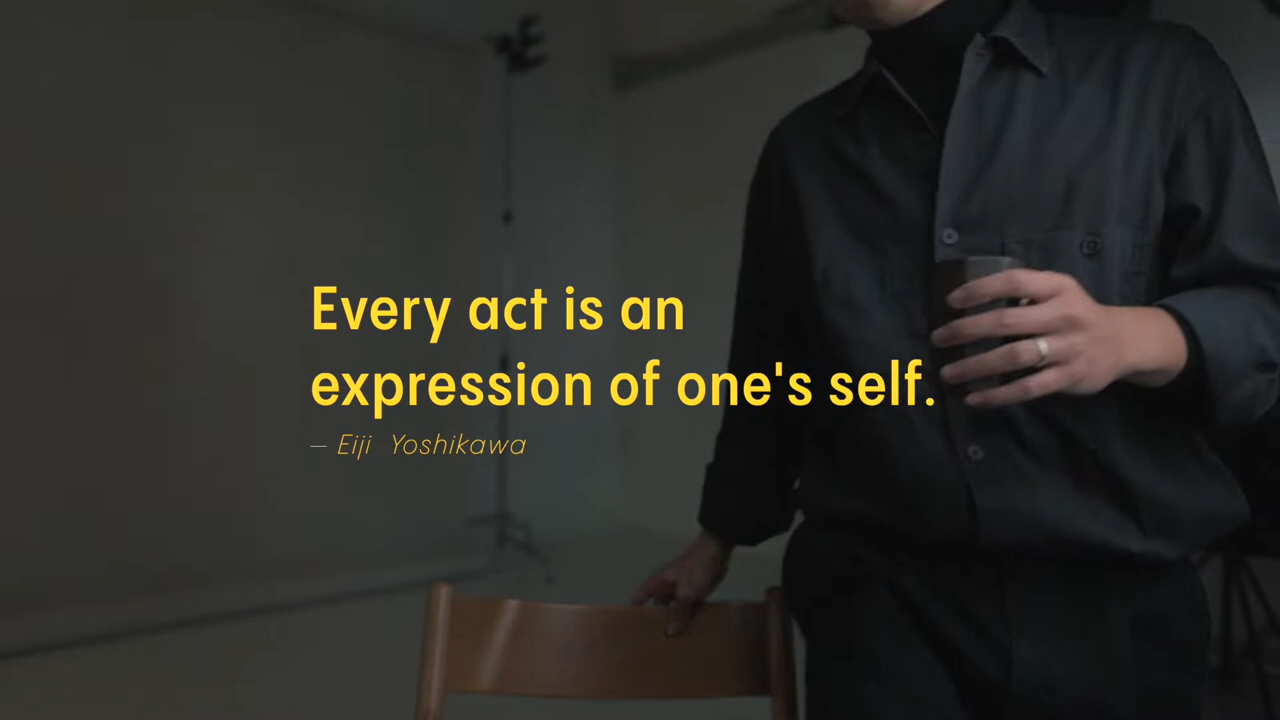 Every act is an
expression of one's self.
— Eiji Yoshikawa